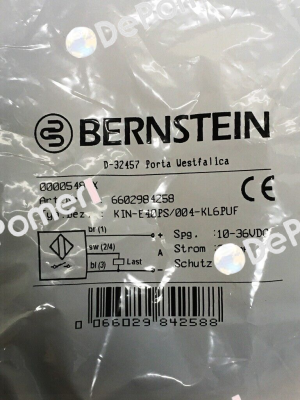 BERNSTEIN
D-32457 Porta Westfalica
CE
6602984258
KIN-E40PS/004-KL6PUF
br (1)
sw (2/4)
bl (3)
Last
Spg. :10-36VDC
Strom
Schutz
0 066029 842588